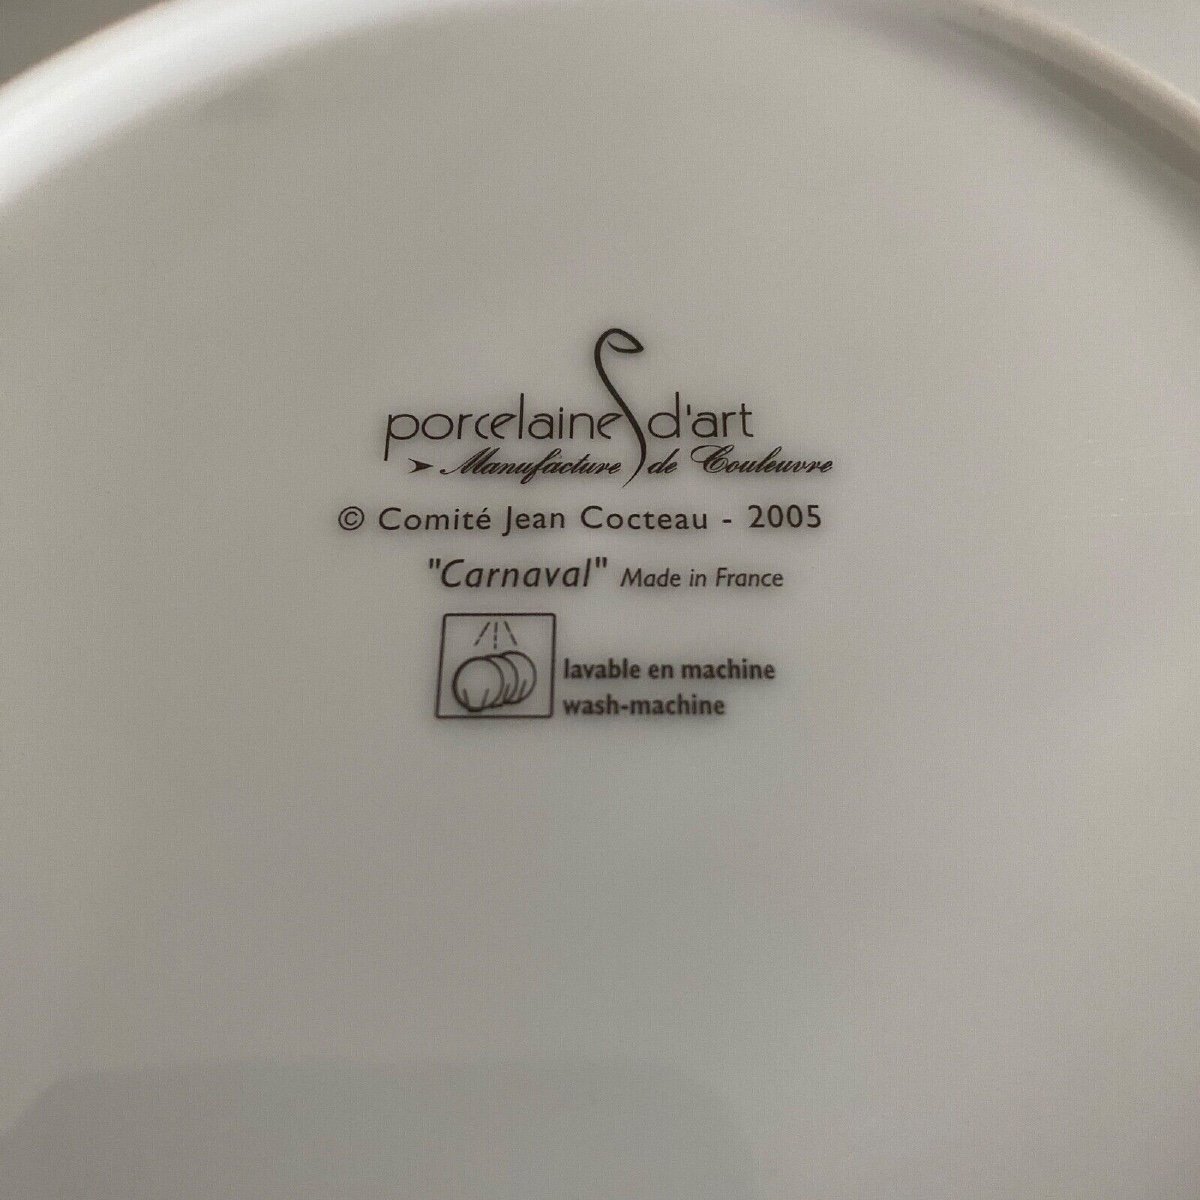 porcelaine d'art
Manufacture de Couleuvre
© Comité Jean Cocteau - 2005
"Carnaval" Made in France
lavable en machine
wash-machine